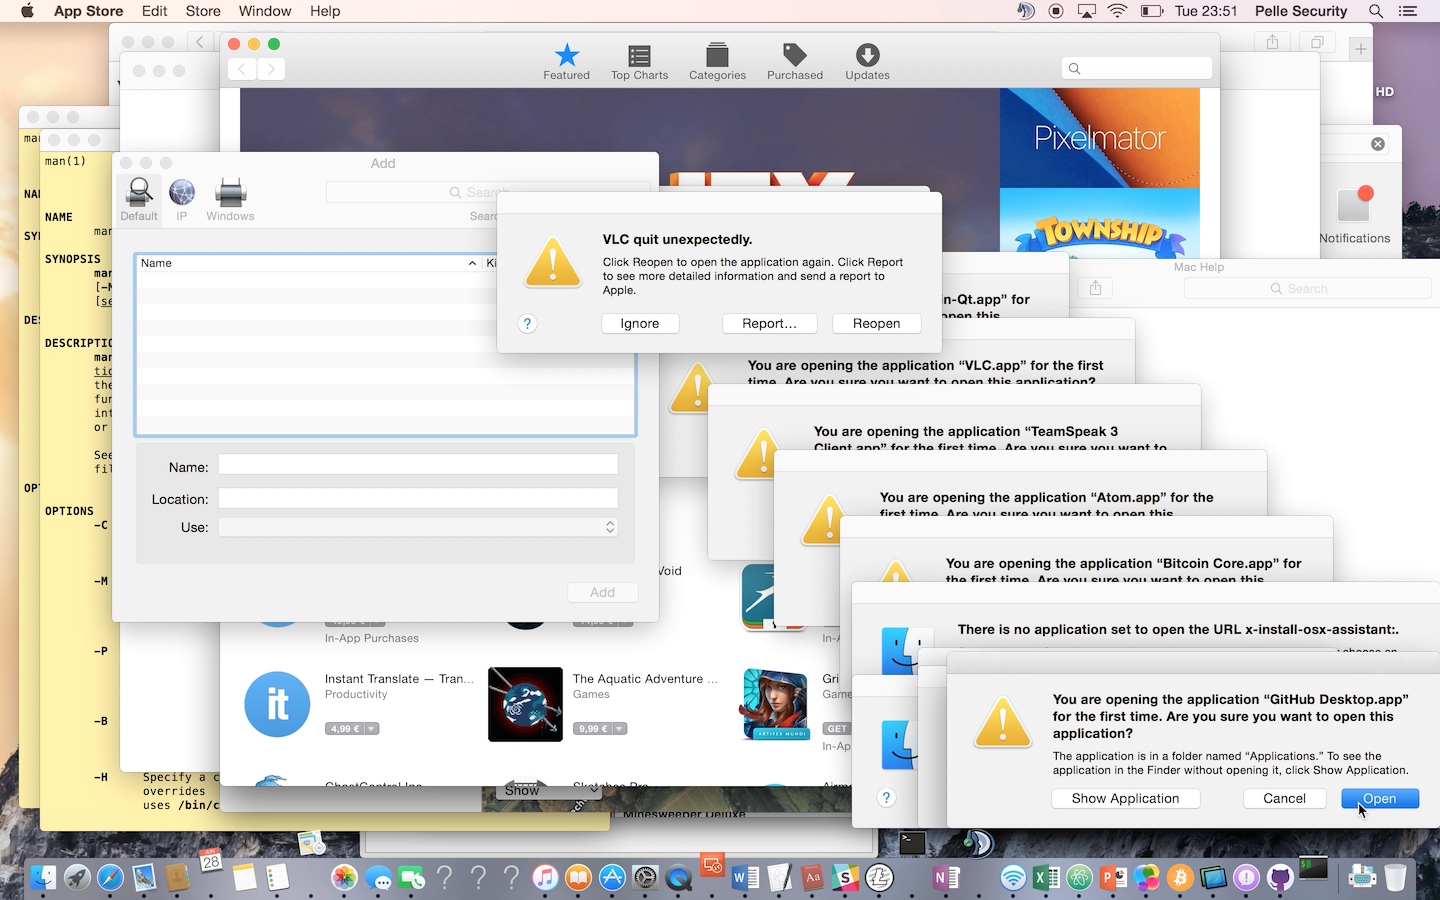 App Store Edit Store Window Help
Tue 23:51 Pelle Security
Featured
Top Charts
Categories
Purchased
Updates
HD
Pixelmator
TOWNSHIP
Notifications
Mac Help
Search
man(1)
NAME
SYNOPSIS
DESCRIPTIO
See
OPTIONS
-C
-M
-P
-B
-H Specify a c
overrides
uses /bin/c
Add
Default
IP
Windows
Search
Name
Name:
Location:
Use:
Add
VLC quit unexpectedly.
Click Reopen to open the application again. Click Report
to see more detailed information and send a report to
Apple.
?
Ignore
Report...
Reopen
n-Qt.app” for
open this
You are opening the application “VLC.app” for the first
time. Are you sure you want to open this application?
You are opening the application “TeamSpeak 3
Client.app” for the first time. Are you sure you want to
You are opening the application “Atom.app” for the
first time. Are you sure you want to open this
You are opening the application “Bitcoin Core.app” for
the first time. Are you sure you want to open this
There is no application set to open the URL x-install-osx-assistant:.
You are opening the application “GitHub Desktop.app”
for the first time. Are you sure you want to open this
application?
The application is in a folder named “Applications.” To see the
application in the Finder without opening it, click Show Application.
?
Show Application
Cancel
Open
Void
In-App Purchases
it
Instant Translate — Tran...
Productivity
4,99 €
The Aquatic Adventure ...
Games
9,99 €
ARTIFEX MUNDI
Gri
Game
GET
In-Ap
Show
Minesweeper Deluxe
28
Aa